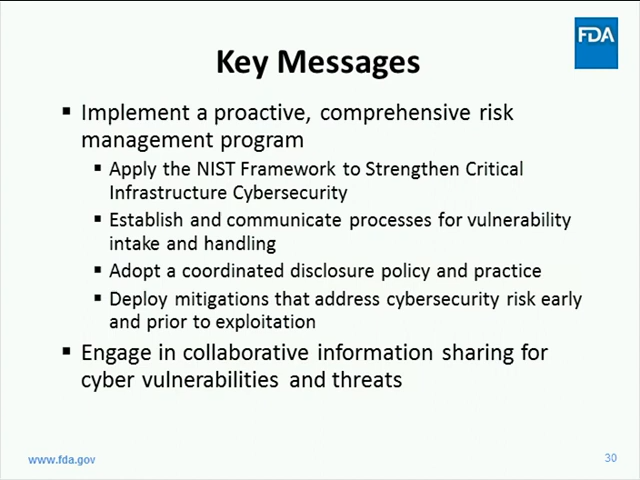 FDA
Key Messages
▪ Implement a proactive, comprehensive risk
management program
▪ Apply the NIST Framework to Strengthen Critical
Infrastructure Cybersecurity
▪ Establish and communicate processes for vulnerability
intake and handling
▪ Adopt a coordinated disclosure policy and practice
▪ Deploy mitigations that address cybersecurity risk early
and prior to exploitation
▪ Engage in collaborative information sharing for
cyber vulnerabilities and threats
www.fda.gov
30